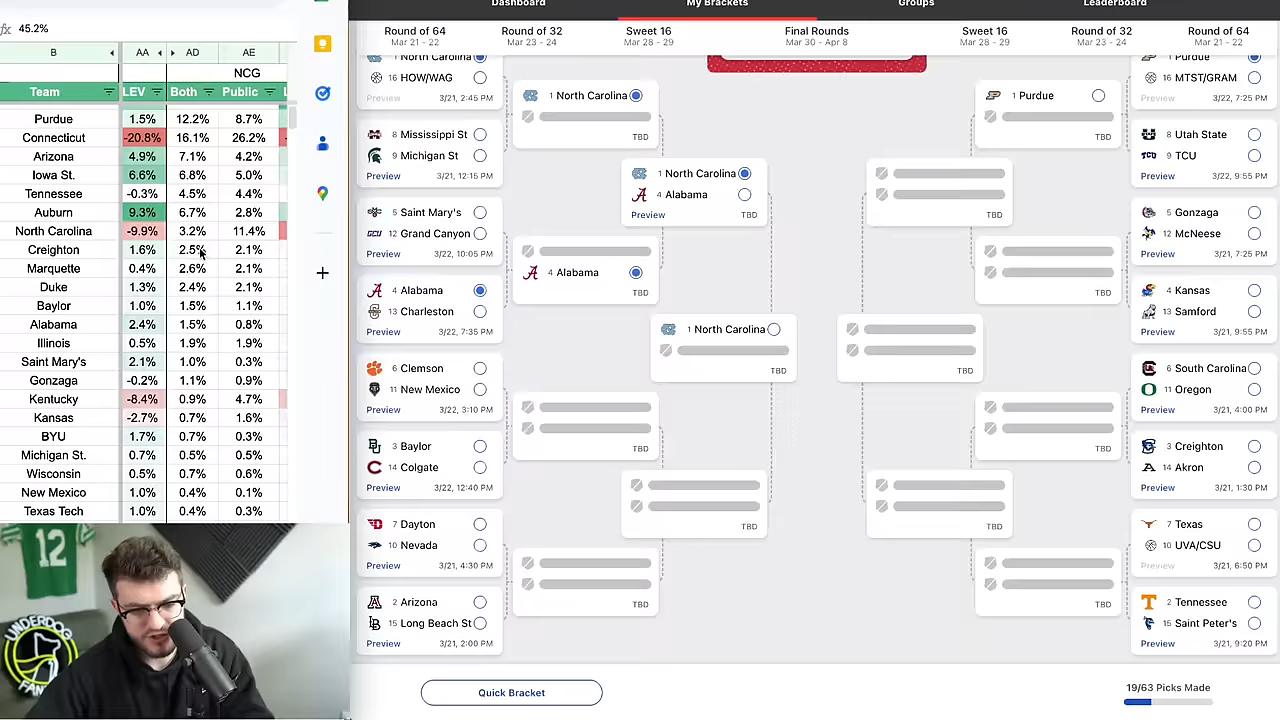 Dashboard
My Brackets
Groups
Leaderboard
fx 45.2%
B
AA
AD
AE
NCG
Team
LEV
Both
Public
Purdue 1.5% 12.2% 8.7%
Connecticut -20.8% 16.1% 26.2%
Arizona 4.9% 7.1% 4.2%
Iowa St. 6.6% 6.8% 5.0%
Tennessee -0.3% 4.5% 4.4%
Auburn 9.3% 6.7% 2.8%
North Carolina -9.9% 3.2% 11.4%
Creighton 1.6% 2.5% 2.1%
Marquette 0.4% 2.6% 2.1%
Duke 1.3% 2.4% 2.1%
Baylor 1.0% 1.5% 1.1%
Alabama 2.4% 1.5% 0.8%
Illinois 0.5% 1.9% 1.9%
Saint Mary's 2.1% 1.0% 0.3%
Gonzaga -0.2% 1.1% 0.9%
Kentucky -8.4% 0.9% 4.7%
Kansas -2.7% 0.7% 1.6%
BYU 1.7% 0.7% 0.3%
Michigan St. 0.7% 0.5% 0.5%
Wisconsin 0.5% 0.7% 0.6%
New Mexico 1.0% 0.4% 0.1%
Texas Tech 1.0% 0.4% 0.3%
12
UNDERDOG
Round of 64
Mar 21 - 22
Round of 32
Mar 23 - 24
Sweet 16
Mar 28 - 29
Final Rounds
Mar 30 - Apr 8
Sweet 16
Mar 28 - 29
Round of 32
Mar 23 - 24
Round of 64
Mar 21 - 22
1 North Carolina
16 HOW/WAG
Preview 3/21, 2:45 PM
8 Mississippi St
9 Michigan St
Preview 3/21, 12:15 PM
5 Saint Mary's
12 Grand Canyon
Preview 3/22, 10:05 PM
4 Alabama
13 Charleston
Preview 3/22, 7:35 PM
6 Clemson
11 New Mexico
Preview 3/22, 3:10 PM
3 Baylor
14 Colgate
Preview 3/22, 12:40 PM
7 Dayton
10 Nevada
Preview 3/21, 4:30 PM
2 Arizona
15 Long Beach St
Preview 3/21, 2:00 PM
1 North Carolina
TBD
4 Alabama
TBD
TBD
TBD
1 North Carolina
4 Alabama
Preview TBD
TBD
1 North Carolina
TBD
TBD
TBD
TBD
1 Purdue
TBD
TBD
TBD
TBD
1 Purdue
16 MTST/GRAM
Preview 3/22, 7:25 PM
8 Utah State
9 TCU
Preview 3/22, 9:55 PM
5 Gonzaga
12 McNeese
Preview 3/21, 7:25 PM
4 Kansas
13 Samford
Preview 3/21, 9:55 PM
6 South Carolina
11 Oregon
Preview 3/21, 4:00 PM
3 Creighton
14 Akron
Preview 3/21, 1:30 PM
7 Texas
10 UVA/CSU
Preview 3/21, 6:50 PM
2 Tennessee
15 Saint Peter's
Preview 3/21, 9:20 PM
Quick Bracket
19/63 Picks Made